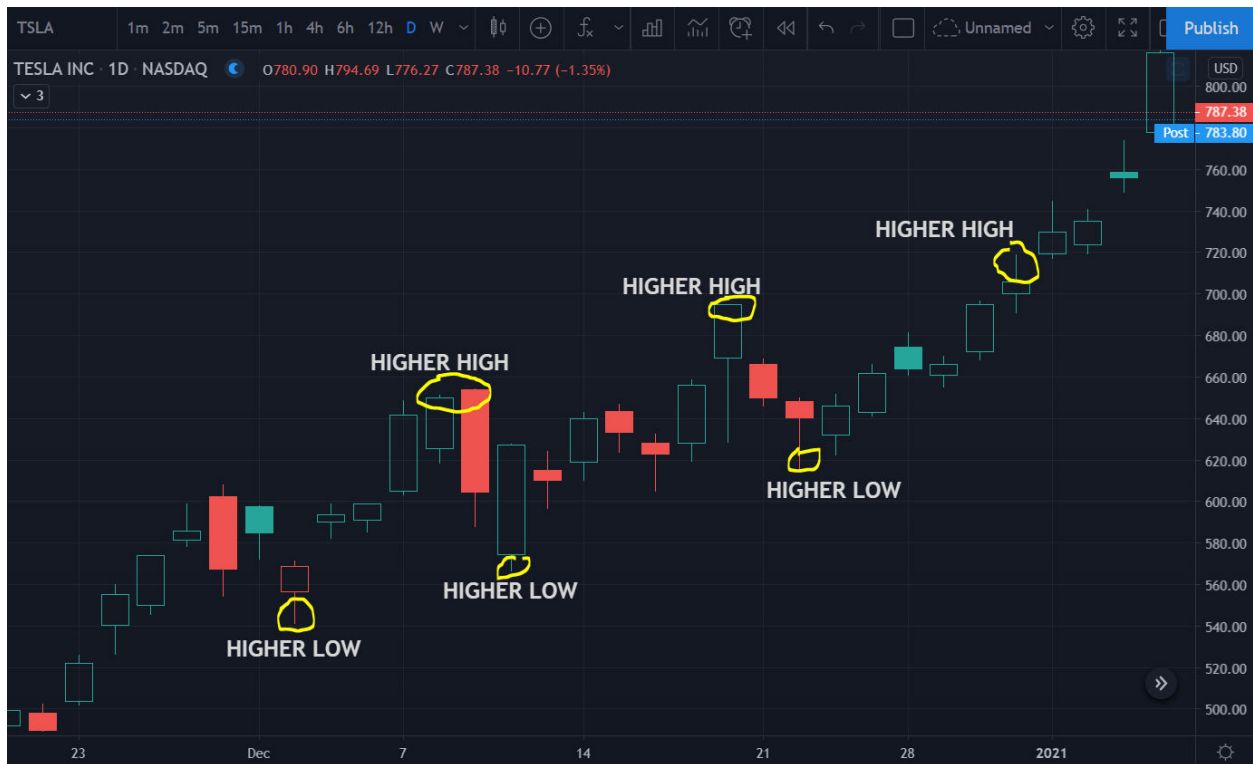 TSLA 1m 2m 5m 15m 1h 4h 6h 12h D W fx Unnamed Publish
TESLA INC · 1D · NASDAQ O780.90 H794.69 L776.27 C787.38 −10.77 (−1.35%) USD
3
800.00
787.38
Post 783.80
760.00
740.00
HIGHER HIGH
720.00
HIGHER HIGH
700.00
680.00
HIGHER HIGH
660.00
640.00
620.00
HIGHER LOW
600.00
580.00
HIGHER LOW
560.00
540.00
HIGHER LOW
520.00
500.00
23 Dec 7 14 21 28 2021